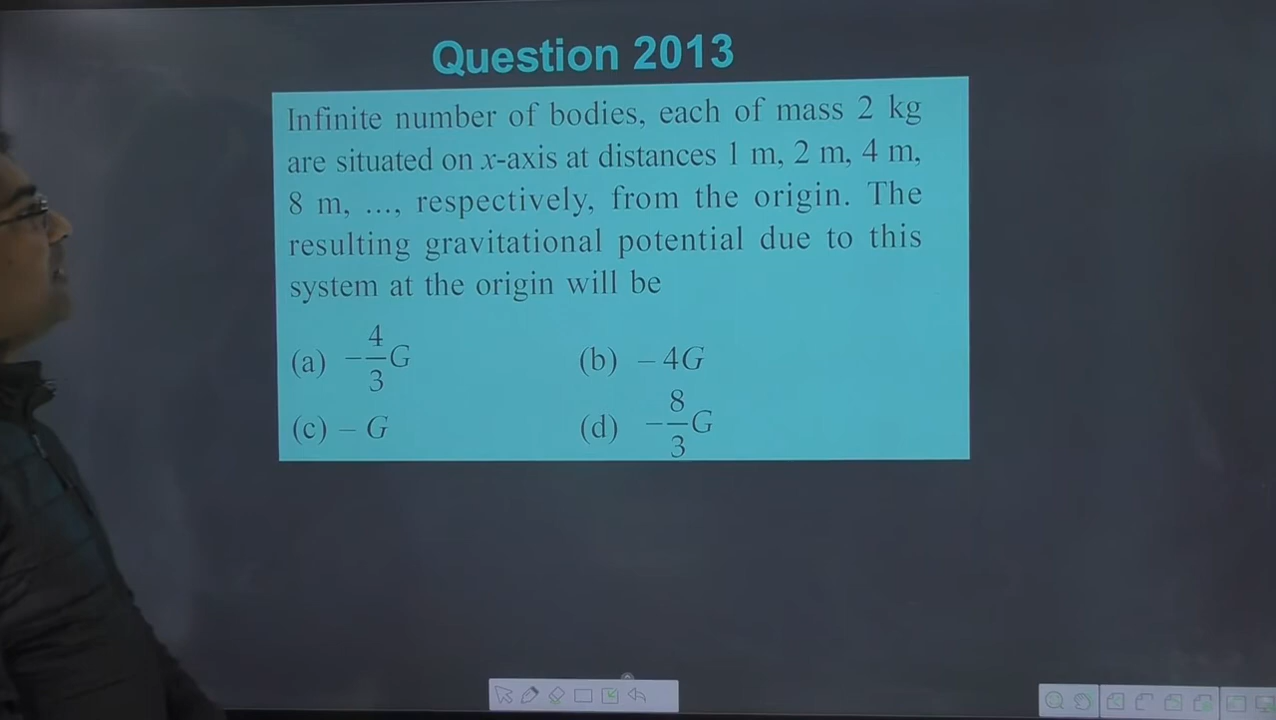 Question 2013
Infinite number of bodies, each of mass 2 kg
are situated on x-axis at distances 1 m, 2 m, 4 m,
8 m, ..., respectively, from the origin. The
resulting gravitational potential due to this
system at the origin will be
(a) -4/3 G (b) – 4G
(c) – G (d) -8/3 G